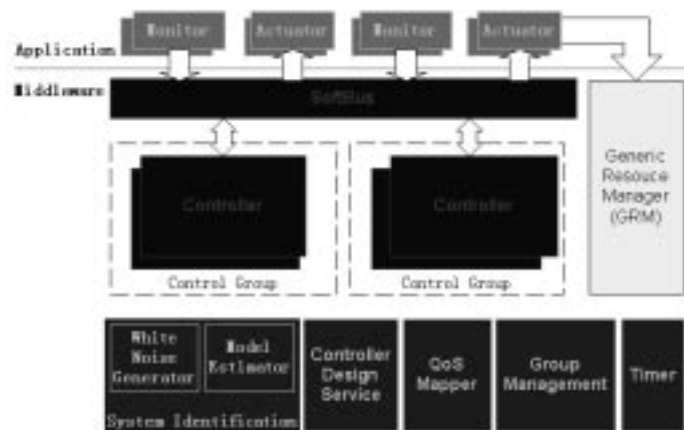 Monitor
Actuator
Monitor
Actuator
Application
Middleware
SoftBus
Generic
Resouce
Manager
(GRM)
Controller
Controller
Control Group
Control Group
White
Noise
Generator
Model
Estimator
System Identification
Controller
Design
Service
QoS
Mapper
Group
Management
Timer